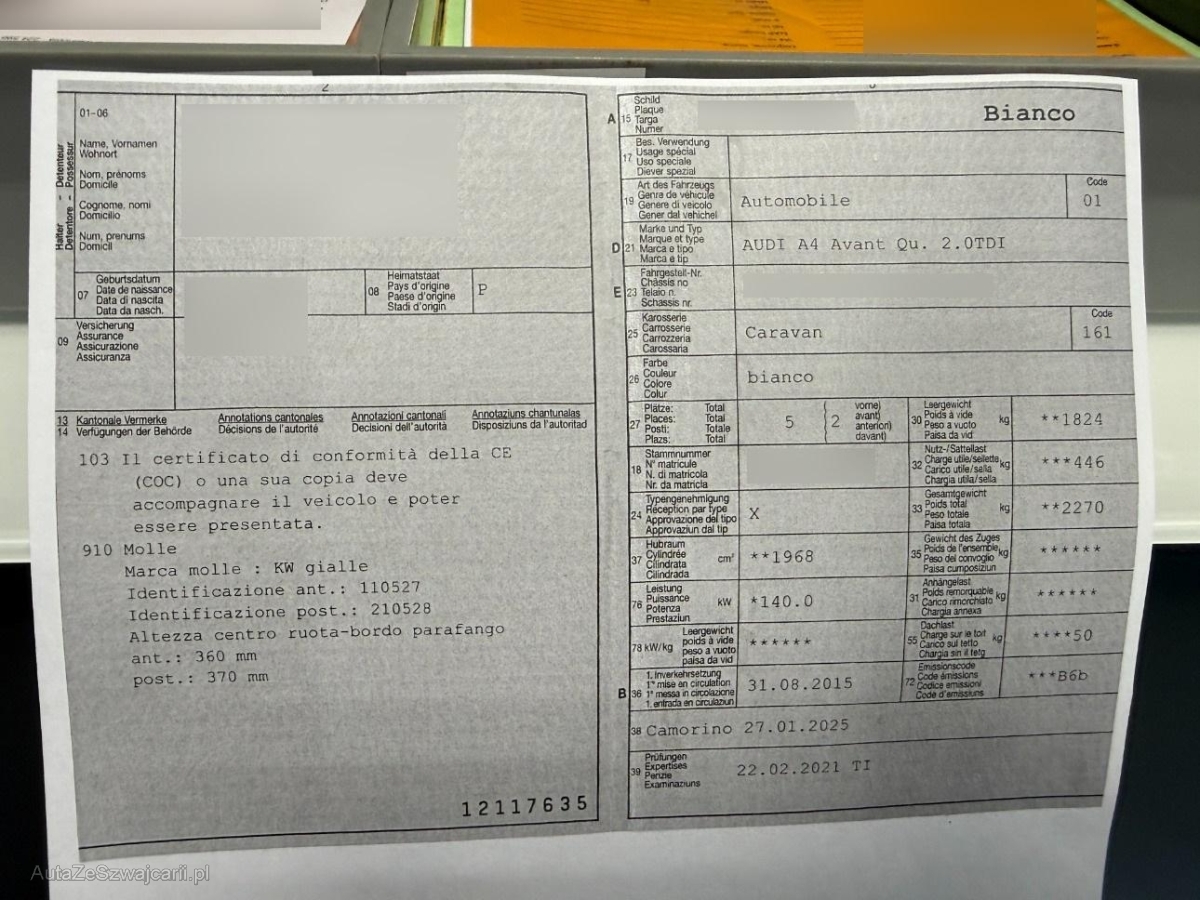 01-06
Halter - Detenteur
Detentore - Possessur
Name, Vornamen
Wohnort
Nom, prénoms
Domicile
Cognome, nomi
Domicilio
Num, prenums
Domicil
07
Geburtsdatum
Date de naissance
Data di nascita
Data da nasch.
08
Heimatstaat
Pays d'origine
Paese d'origine
Stadi d'origin
P
09
Versicherung
Assurance
Assicurazione
Assicuranza
13 Kantonale Vermerke
14 Verfügungen der Behörde
Annotations cantonales
Décisions de l'autorité
Annotazioni cantonali
Decisioni dell'autorità
Annotaziuns chantunalas
Disposiziuns da l'autoritad
103 Il certificato di conformità della CE
(COC) o una sua copia deve
accompagnare il veicolo e poter
essere presentata.
910 Molle
Marca molle : KW gialle
Identificazione ant.: 110527
Identificazione post.: 210528
Altezza centro ruota-bordo parafango
ant.: 360 mm
post.: 370 mm
12117635
A 15
Schild
Plaque
Targa
Numer
Bianco
17
Bes. Verwendung
Usage spécial
Uso speciale
Diever spezial
19
Art des Fahrzeugs
Genre de véhicule
Genere di veicolo
Gener dal vehichel
Automobile
Code
01
D 21
Marke und Typ
Marque et type
Marca e tipo
Marca e tip
AUDI A4 Avant Qu. 2.0TDI
E 23
Fahrgestell-Nr.
Châssis no
Telaio n.
Schassis nr.
25
Karosserie
Carrosserie
Carrozzeria
Carossaria
Caravan
Code
161
26
Farbe
Couleur
Colore
Colur
bianco
27
Plätze: Total
Places: Total
Posti: Totale
Plazs: Total
5
2
vorne)
avant)
anteriori)
davant)
30
Leergewicht
Poids à vide
Peso a vuoto
Paisa da vid
kg
**1824
18
Stammnummer
N° matricule
N. di matricola
Nr. da matricla
32
Nutz-/Sattellast
Charge utile/sellette
Carico utile/sella
Chargia utila/sella
kg
***446
24
Typengenehmigung
Réception par type
Approvazione del tipo
Approvaziun dal tip
X
33
Gesamtgewicht
Poids total
Peso totale
Paisa totala
kg
**2270
37
Hubraum
Cylindrée
Cilindrata
Cilindrada
cm³
**1968
35
Gewicht des Zuges
Poids de l'ensemble
Peso del convoglio
Paisa cumposiziun
kg
******
76
Leistung
Puissance
Potenza
Prestaziun
kW
*140.0
31
Anhängelast
Poids remorquable
Carico rimorchiato
Chargia annexa
kg
******
78 kW/kg
Leergewicht
poids à vide
peso a vuoto
paisa da vid
******
55
Dachlast
Charge sur le toit
Carico sul tetto
Chargia sin il tetg
kg
****50
B 36
1. Inverkehrsetzung
1re mise en circulation
1a messa in circolazione
1. entrada en circulaziun
31.08.2015
72
Emissionscode
Code émissions
Codice emissioni
Code d'emissiuns
***B6b
38 Camorino 27.01.2025
39
Prüfungen
Expertises
Perizie
Examinaziuns
22.02.2021 TI
AutaZeSzwajcarii.pl